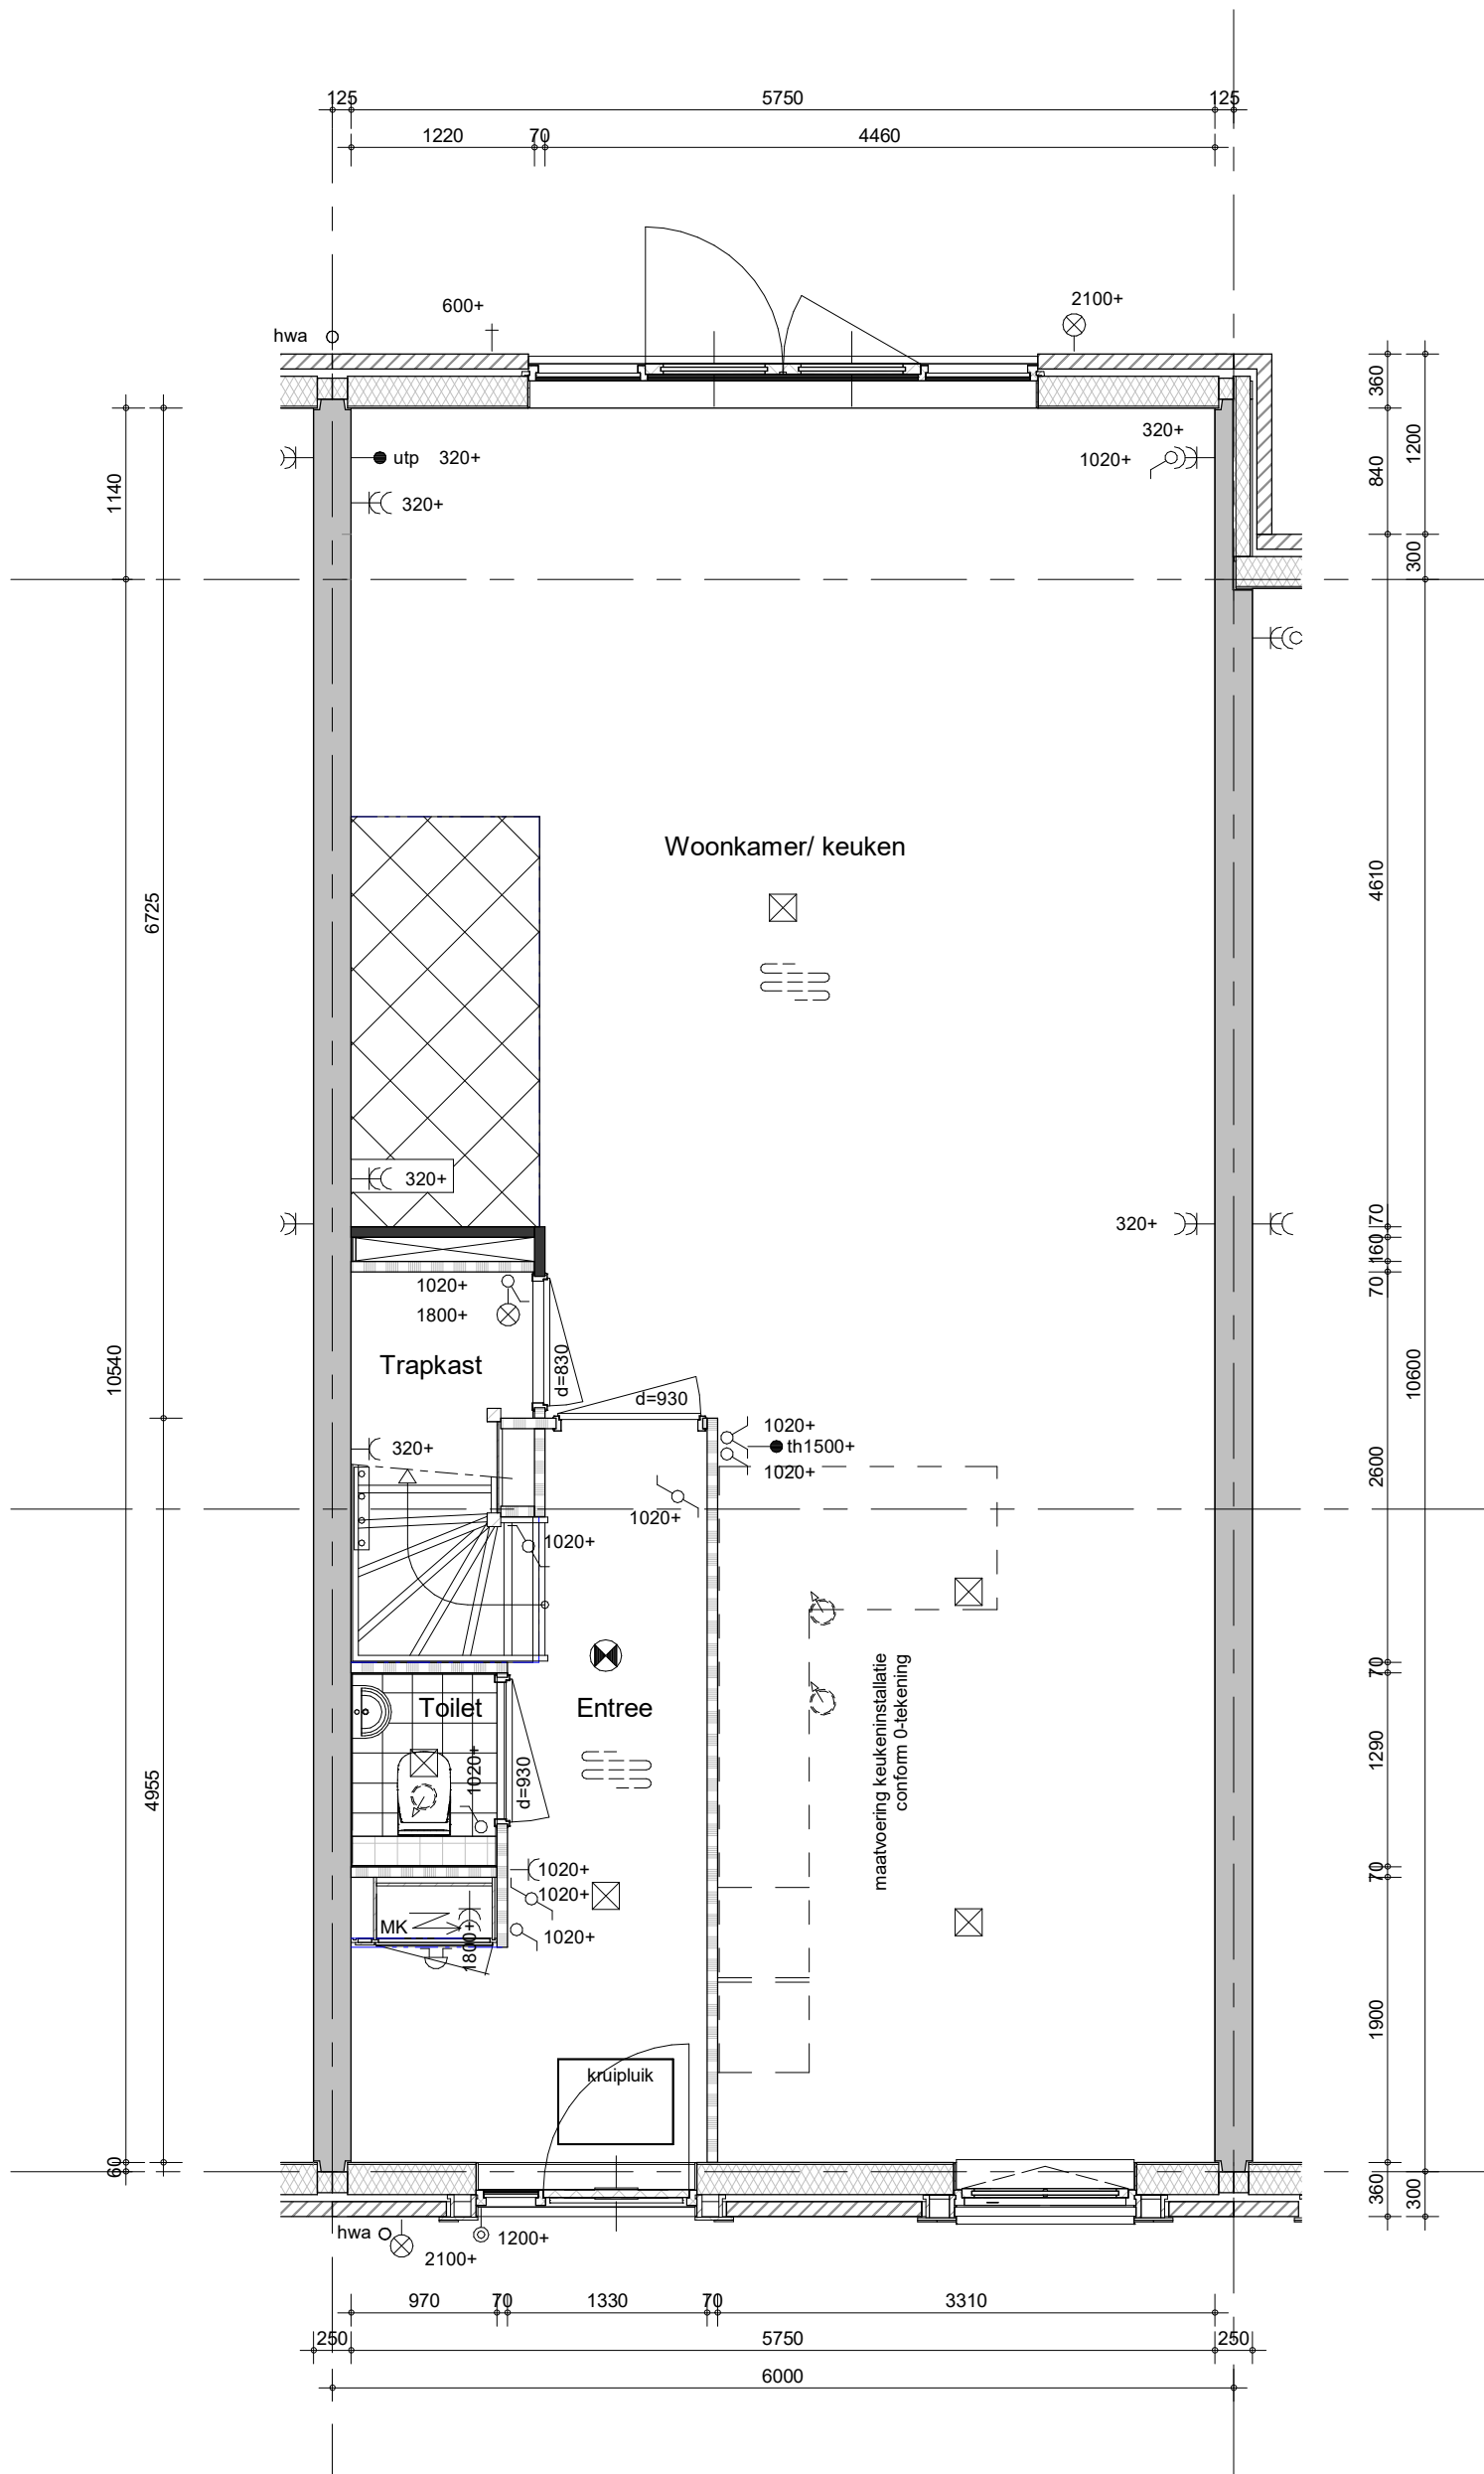 125 5750 125
1220 70 4460
600+ 2100+
hwa
360
1200
320+
utp 320+ 1020+
840
1140
320+
300
Woonkamer/ keuken
4610
6725
320+
320+
70
160
70
1020+
1800+
Trapkast
d=830
d=930
10540
10600
1020+
320+
th1500+
1020+
2600
1020+
1020+
maatvoering keukeninstallatie
conform 0-tekening
70
Toilet Entree
1020+
d=930
1290
4955
1020+
70
1020+
MK
1800+
1020+
1900
kruipluik
60
360
300
hwa
1200+
2100+
970 70 1330 70 3310
250 5750 250
6000